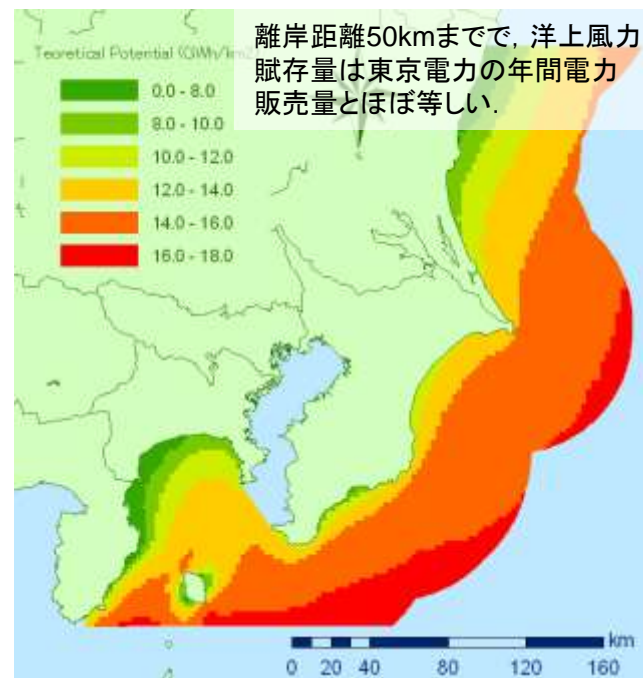 離岸距離50kmまでで, 洋上風力
賦存量は東京電力の年間電力
販売量とほぼ等しい.
Teoretical Potential (GWh/km2)
0.0 - 8.0
8.0 - 10.0
10.0 - 12.0
12.0 - 14.0
14.0 - 16.0
16.0 - 18.0
km
0 20 40 80 120 160